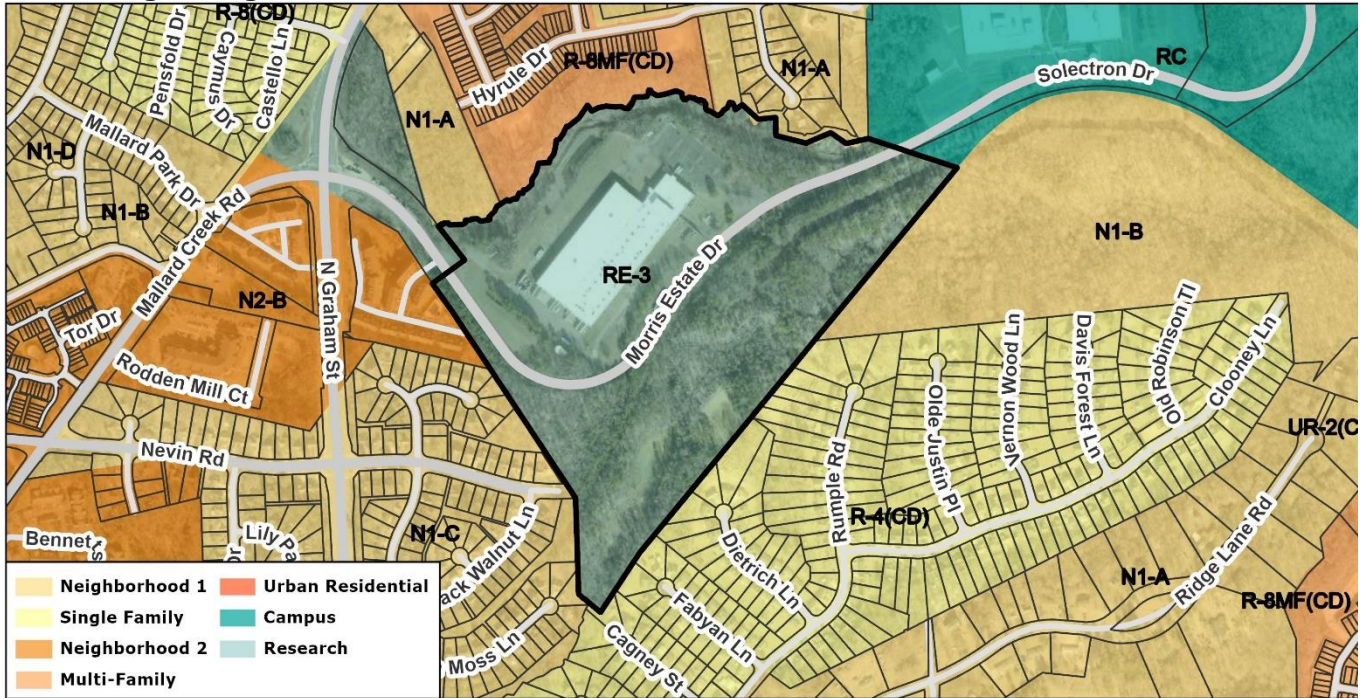 R-8(CD)
Pensfold Dr
Caymus Dr
Castello Ln
Hyrule Dr
R-8MF(CD)
N1-A
Solectron Dr
RC
N1-A
Mallard Park Dr
N1-D
N1-B
Mallard Creek Rd
N1-B
N2-B
N Graham St
RE-3
Morris Estate Dr
Tor Dr
Rodden Mill Ct
Nevin Rd
Rumple Rd
Olde Justin Pl
Vernon Wood Ln
Davis Forest Ln
Old Robinson Tl
Clooney Ln
UR-2(C
R-4(CD)
N1-C
Dietrich Ln
Ridge Lane Rd
N1-A
R-8MF(CD)
Fabyan Ln
Cagney St
Moss Ln
ack Walnut Ln
Lily Pa
Dr
Bennet
Neighborhood 1
Single Family
Neighborhood 2
Multi-Family
Urban Residential
Campus
Research